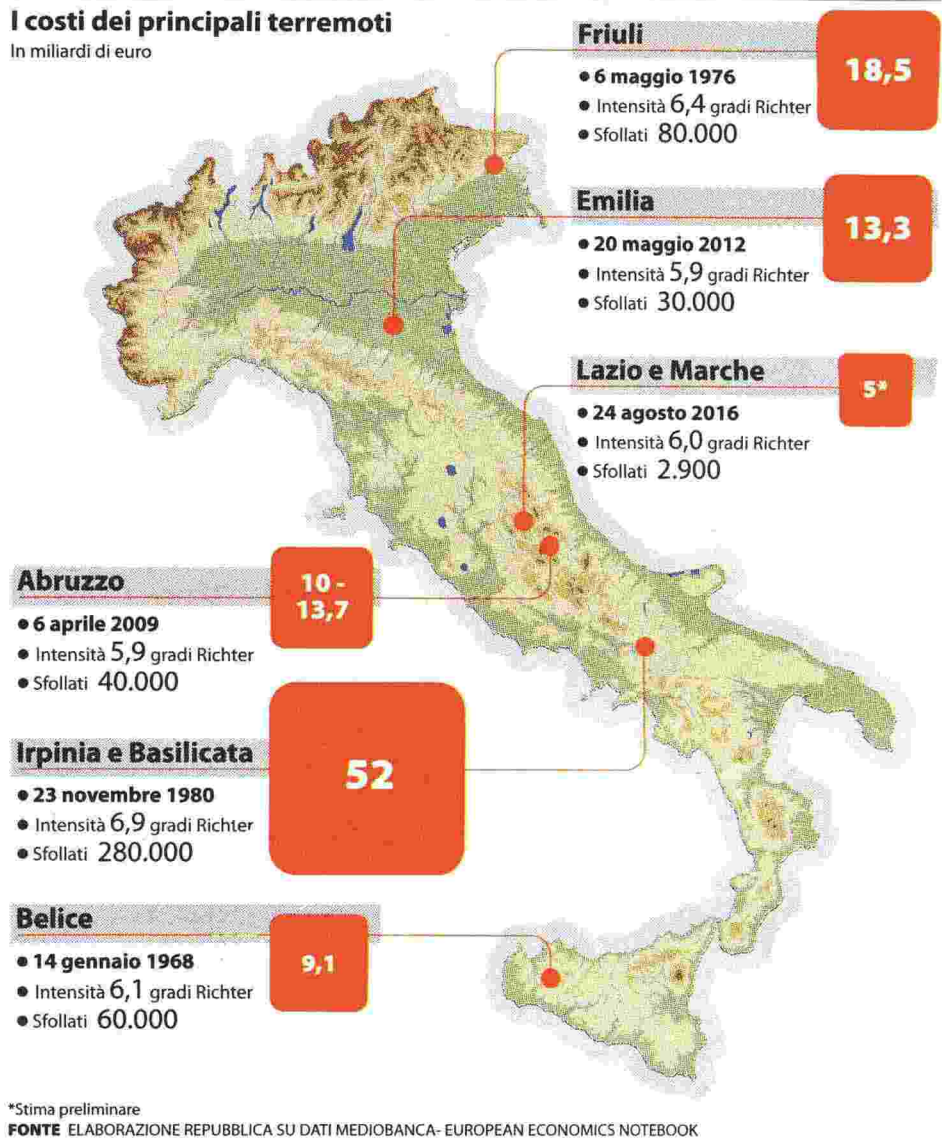 I costi dei principali terremoti
In miliardi di euro
Friuli
18,5
• 6 maggio 1976
• Intensità 6,4 gradi Richter
• Sfollati 80.000
Emilia
13,3
• 20 maggio 2012
• Intensità 5,9 gradi Richter
• Sfollati 30.000
Lazio e Marche
5*
• 24 agosto 2016
• Intensità 6,0 gradi Richter
• Sfollati 2.900
Abruzzo
10 -
13,7
• 6 aprile 2009
• Intensità 5,9 gradi Richter
• Sfollati 40.000
Irpinia e Basilicata
52
• 23 novembre 1980
• Intensità 6,9 gradi Richter
• Sfollati 280.000
Belice
9,1
• 14 gennaio 1968
• Intensità 6,1 gradi Richter
• Sfollati 60.000
*Stima preliminare
FONTE ELABORAZIONE REPUBBLICA SU DATI MEDIOBANCA- EUROPEAN ECONOMICS NOTEBOOK